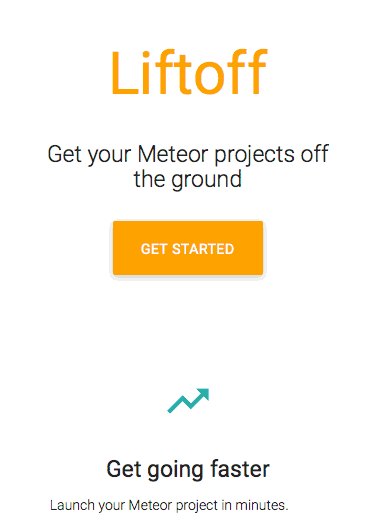 Liftoff
Get your Meteor projects off
the ground
GET STARTED
Get going faster
Launch your Meteor project in minutes.